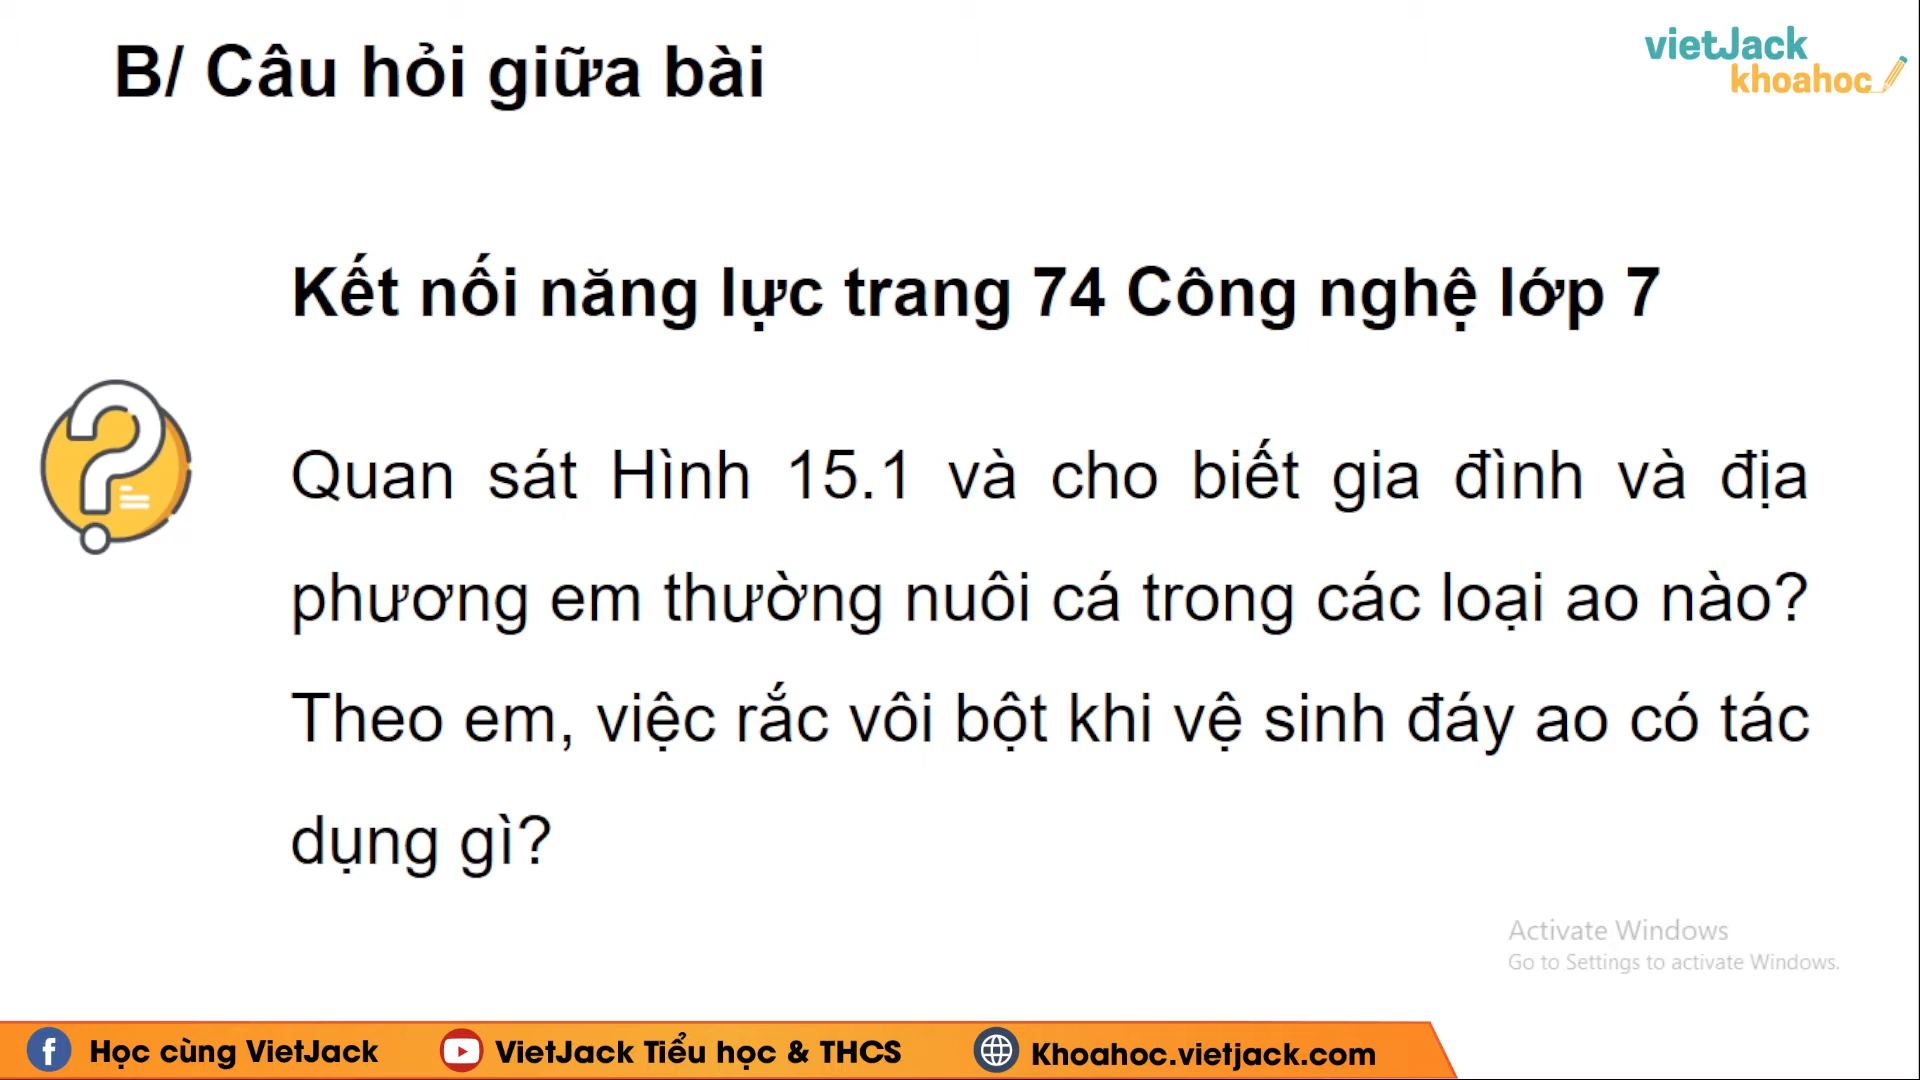 B/ Câu hỏi giữa bài
vietJack
khoahoc
Kết nối năng lực trang 74 Công nghệ lớp 7
Quan sát Hình 15.1 và cho biết gia đình và địa
phương em thường nuôi cá trong các loại ao nào?
Theo em, việc rắc vôi bột khi vệ sinh đáy ao có tác
dụng gì?
Activate Windows
Go to Settings to activate Windows.
Học cùng VietJack
VietJack Tiểu học & THCS
Khoahoc.vietjack.com